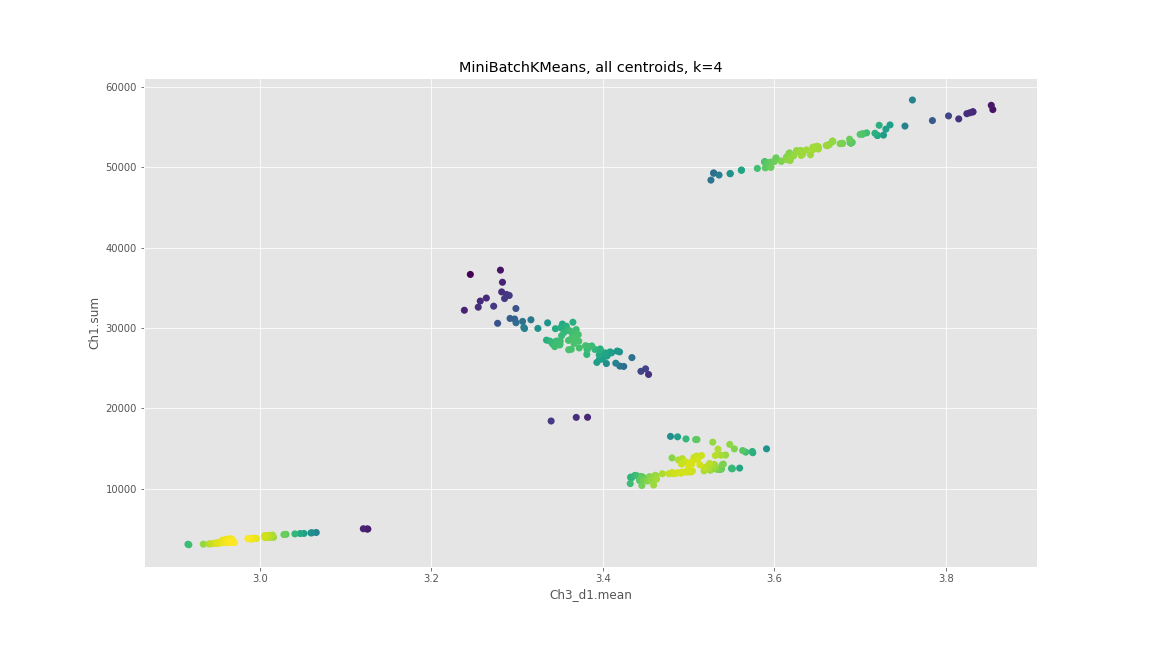 MiniBatchKMeans, all centroids, k=4
60000
50000
40000
30000
20000
10000
Ch1.sum
3.0 3.2 3.4 3.6 3.8
Ch3_d1.mean